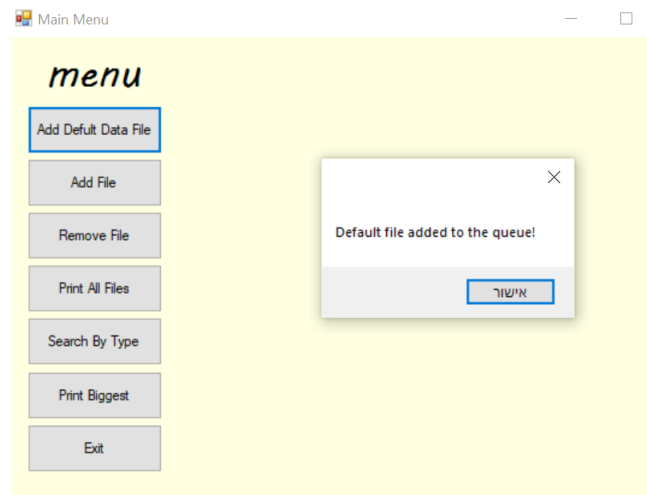 Main Menu
menu
Add Defult Data File
Add File
Remove File
Print All Files
Search By Type
Print Biggest
Exit
Default file added to the queue!
אישור